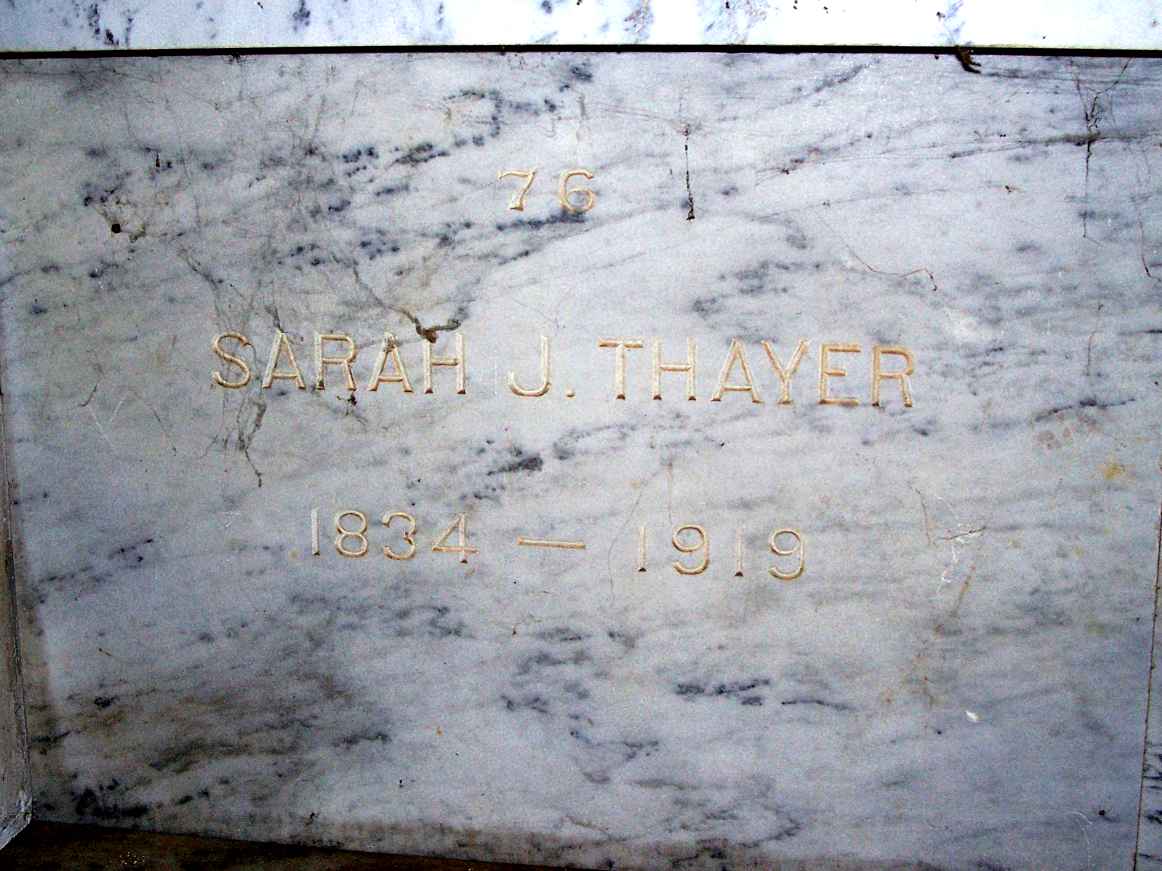 76
SARAH J. THAYER
1834 — 1919